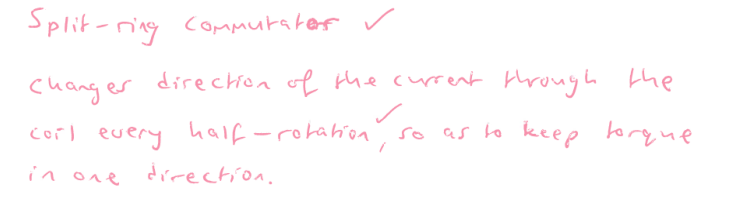 Split-ring commutator ✓
changes direction of the current through the
coil every half-rotation✓, so as to keep torque
in one direction.